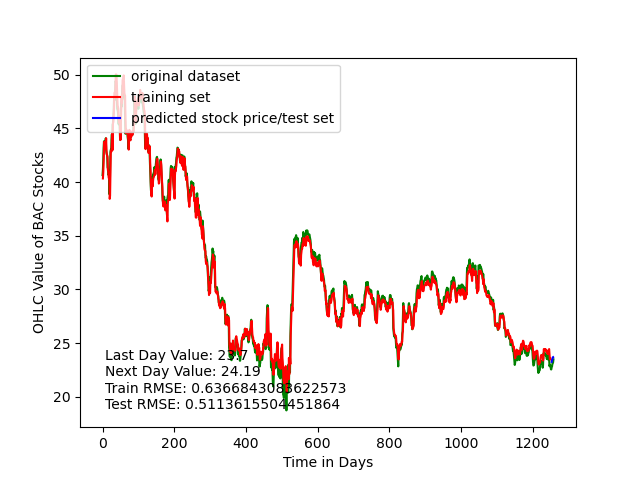 original dataset
training set
predicted stock price/test set
50
45
40
35
30
25
20
OHLC Value of BAC Stocks
Last Day Value: 23.7
Next Day Value: 24.19
Train RMSE: 0.6366843083622573
Test RMSE: 0.5113615504451864
0 200 400 600 800 1000 1200
Time in Days